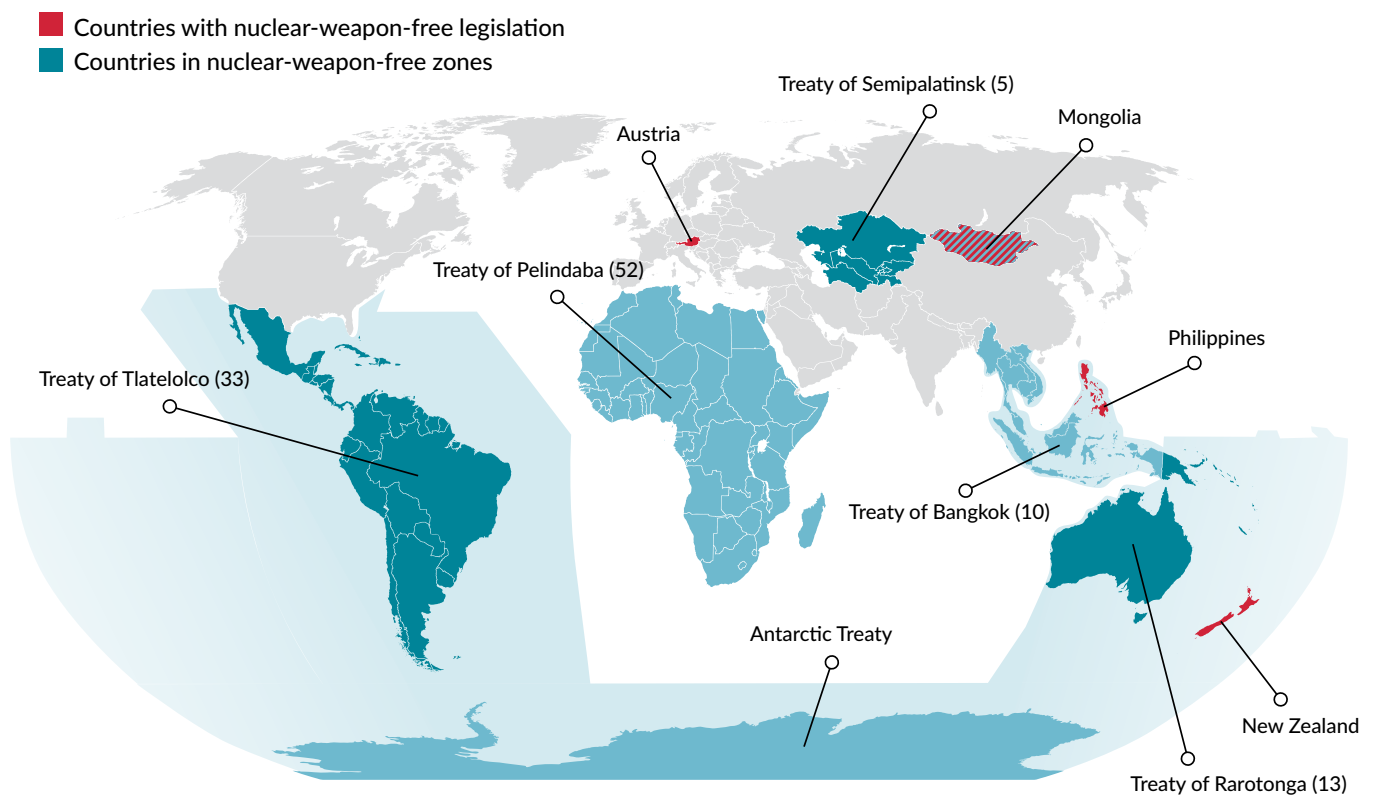 Countries with nuclear-weapon-free legislation
Countries in nuclear-weapon-free zones
Treaty of Semipalatinsk (5)
Mongolia
Austria
Treaty of Pelindaba (52)
Philippines
Treaty of Tlatelolco (33)
Treaty of Bangkok (10)
Antarctic Treaty
New Zealand
Treaty of Rarotonga (13)